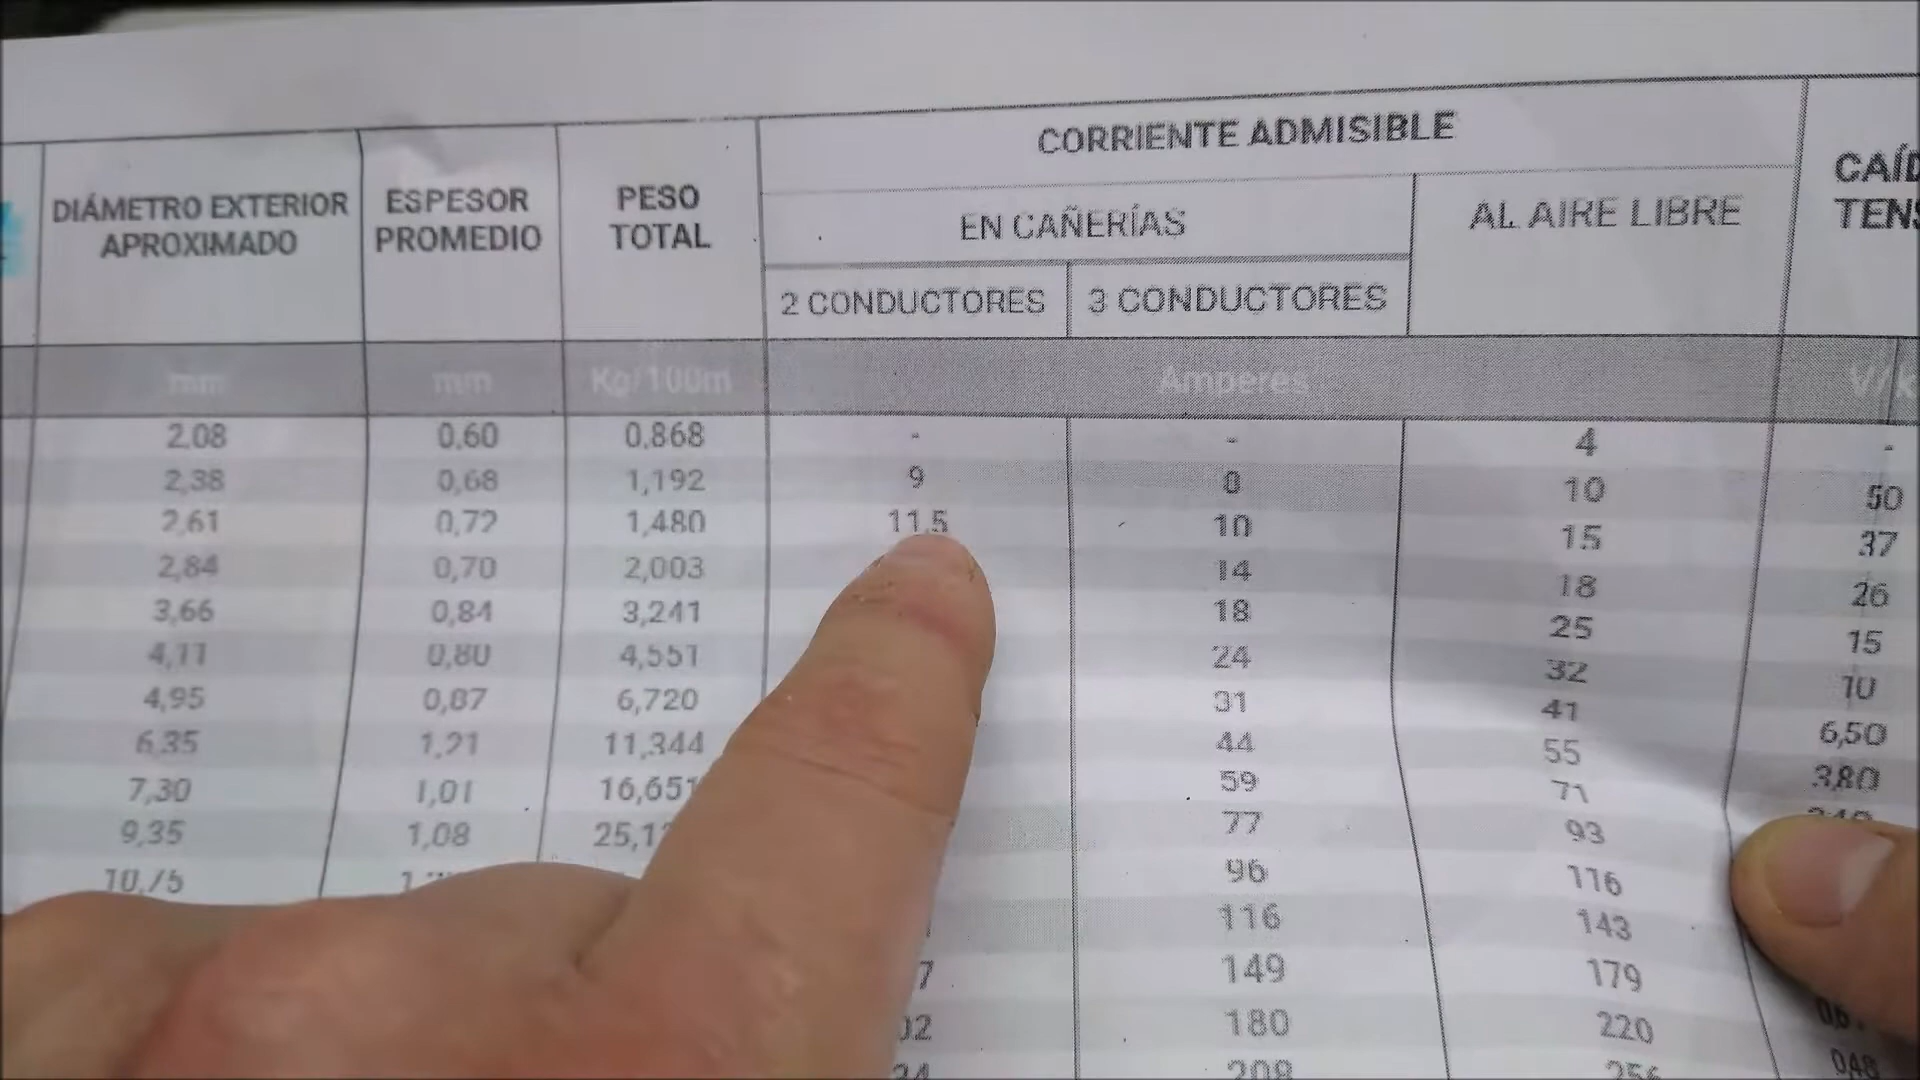 CORRIENTE ADMISIBLE
DIÁMETRO EXTERIOR APROXIMADO
ESPESOR PROMEDIO
PESO TOTAL
EN CAÑERÍAS
AL AIRE LIBRE
2 CONDUCTORES
3 CONDUCTORES
mm mm Kg/100m Amperes
2,08 0,60 0,868 - - 4 -
2,38 0,68 1,192 9 10 50
2,61 0,72 1,480 11,5 10 15 37
2,84 0,70 2,003 14 18 26
3,66 0,84 3,241 18 25 15
4,11 0,80 4,551 24 32 10
4,95 0,87 6,720 31 41 6,50
6,35 1,21 11,344 44 55 3,80
7,30 1,01 16,651 59 71
9,35 1,08 77 93
10,75 96 116
116 143
149 179
180 220
208